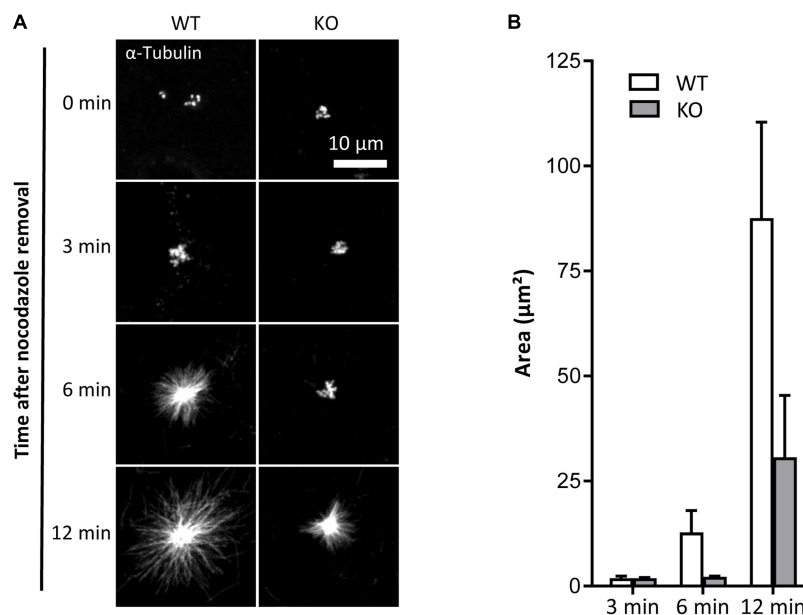 A
WT
KO
α-Tubulin
10 µm
Time after nocodazole removal
0 min
3 min
6 min
12 min
B
WT
KO
Area (µm²)
125
100
75
50
25
0
3 min
6 min
12 min